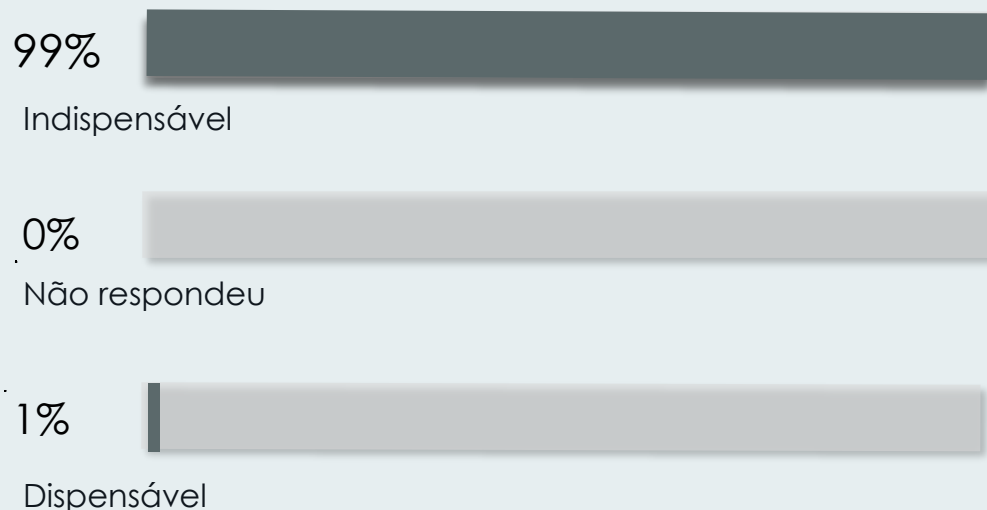 99%
Indispensável
0%
Não respondeu
1%
Dispensável